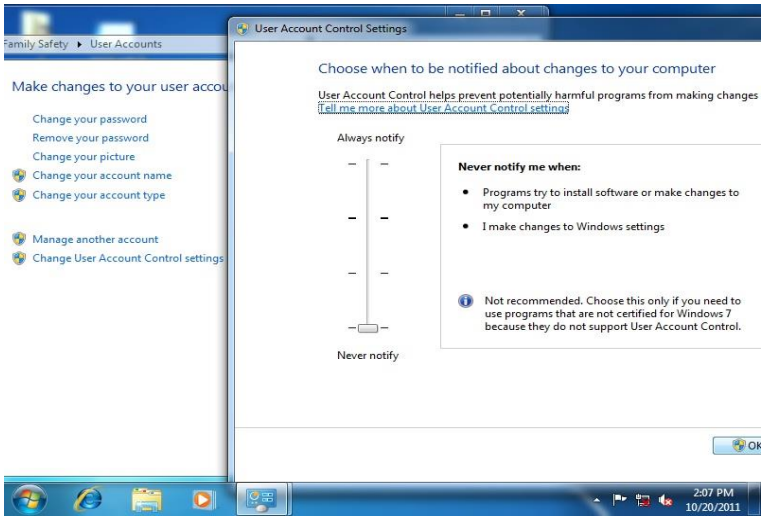 Family Safety ▸ User Accounts
Make changes to your user accou
Change your password
Remove your password
Change your picture
Change your account name
Change your account type
Manage another account
Change User Account Control settings
User Account Control Settings
Choose when to be notified about changes to your computer
User Account Control helps prevent potentially harmful programs from making changes
Tell me more about User Account Control settings
Always notify
Never notify
Never notify me when:
• Programs try to install software or make changes to
my computer
• I make changes to Windows settings
Not recommended. Choose this only if you need to
use programs that are not certified for Windows 7
because they do not support User Account Control.
OK
2:07 PM
10/20/2011